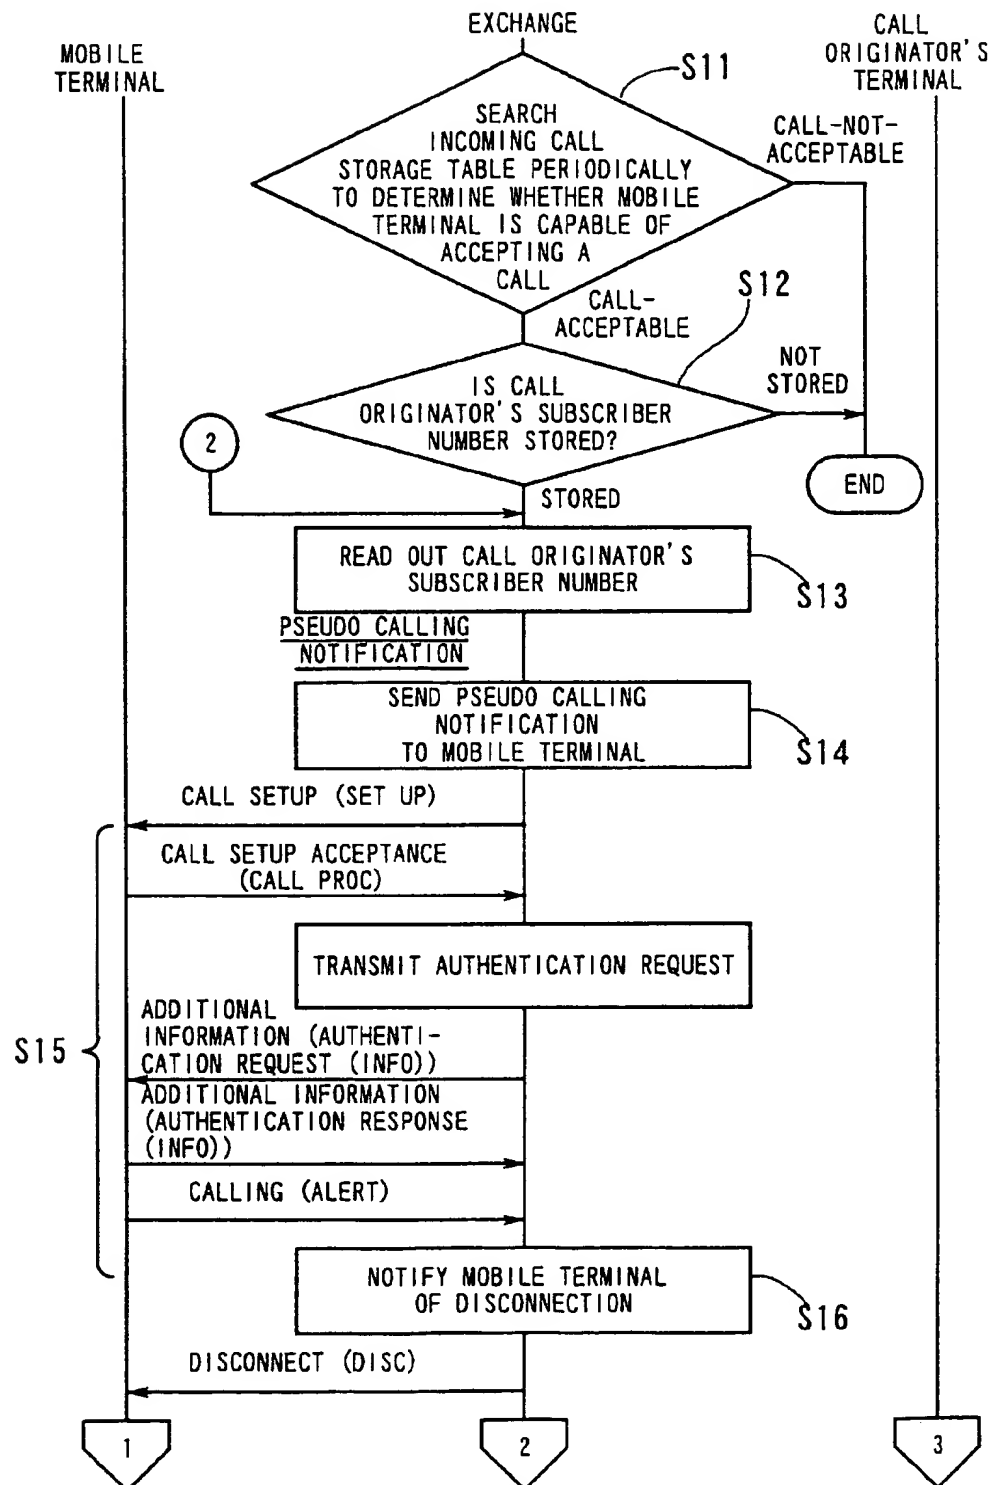 EXCHANGE
MOBILE
TERMINAL
CALL
ORIGINATOR'S
TERMINAL
S11
SEARCH
INCOMING CALL
STORAGE TABLE PERIODICALLY
TO DETERMINE WHETHER MOBILE
TERMINAL IS CAPABLE OF
ACCEPTING A
CALL
CALL-NOT-
ACCEPTABLE
CALL-
ACCEPTABLE
S12
IS CALL
ORIGINATOR'S SUBSCRIBER
NUMBER STORED?
NOT
STORED
2
END
STORED
READ OUT CALL ORIGINATOR'S
SUBSCRIBER NUMBER
S13
PSEUDO CALLING
NOTIFICATION
SEND PSEUDO CALLING
NOTIFICATION
TO MOBILE TERMINAL
S14
CALL SETUP (SET UP)
CALL SETUP ACCEPTANCE
(CALL PROC)
TRANSMIT AUTHENTICATION REQUEST
S15
ADDITIONAL
INFORMATION (AUTHENTI-
CATION REQUEST (INFO))
ADDITIONAL INFORMATION
(AUTHENTICATION RESPONSE
(INFO))
CALLING (ALERT)
NOTIFY MOBILE TERMINAL
OF DISCONNECTION
S16
DISCONNECT (DISC)
1
2
3